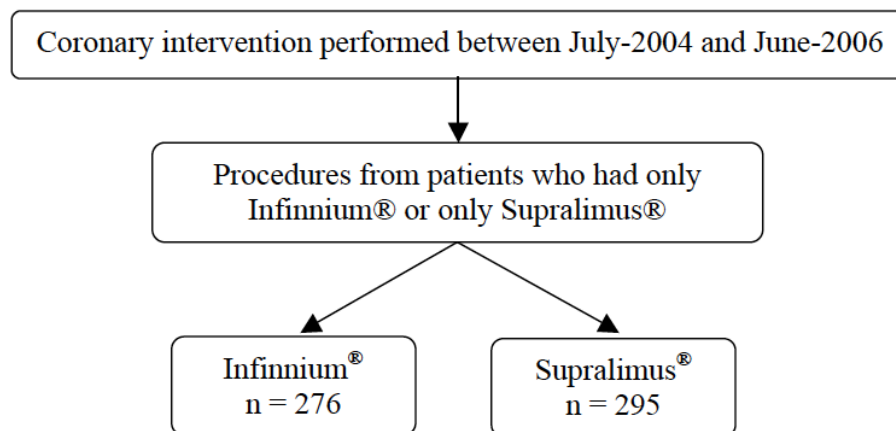 Coronary intervention performed between July-2004 and June-2006
Procedures from patients who had only
Infinnium® or only Supralimus®
Infinnium®
n = 276
Supralimus®
n = 295